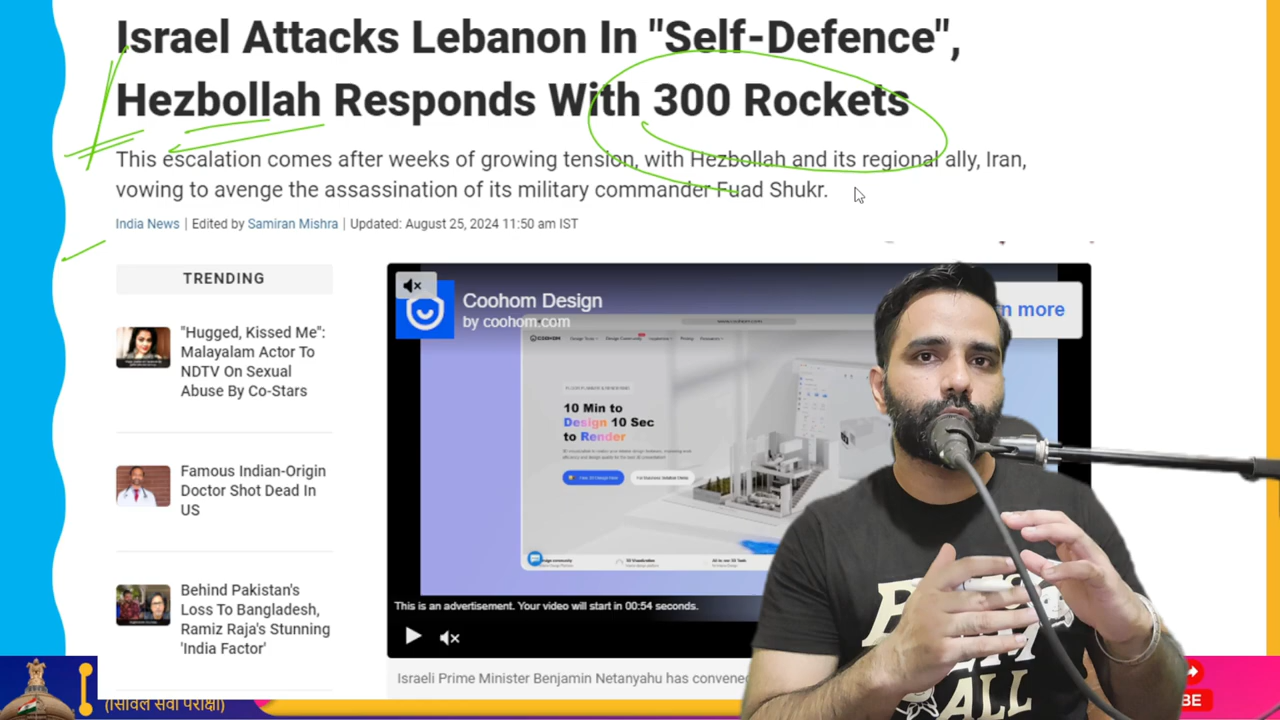 Israel Attacks Lebanon In "Self-Defence",
Hezbollah Responds With 300 Rockets
This escalation comes after weeks of growing tension, with Hezbollah and its regional ally, Iran,
vowing to avenge the assassination of its military commander Fuad Shukr.
India News | Edited by Samiran Mishra | Updated: August 25, 2024 11:50 am IST
TRENDING
"Hugged, Kissed Me":
Malayalam Actor To
NDTV On Sexual
Abuse By Co-Stars
Famous Indian-Origin
Doctor Shot Dead In
US
Behind Pakistan's
Loss To Bangladesh,
Ramiz Raja's Stunning
'India Factor'
Coohom Design
by coohom.com
n more
COOHOM
10 Min to
Design 10 Sec
to Render
This is an advertisement. Your video will start in 00:54 seconds.
Israeli Prime Minister Benjamin Netanyahu has convene
ALL
(सिविल सेवा परीक्षा)
BE